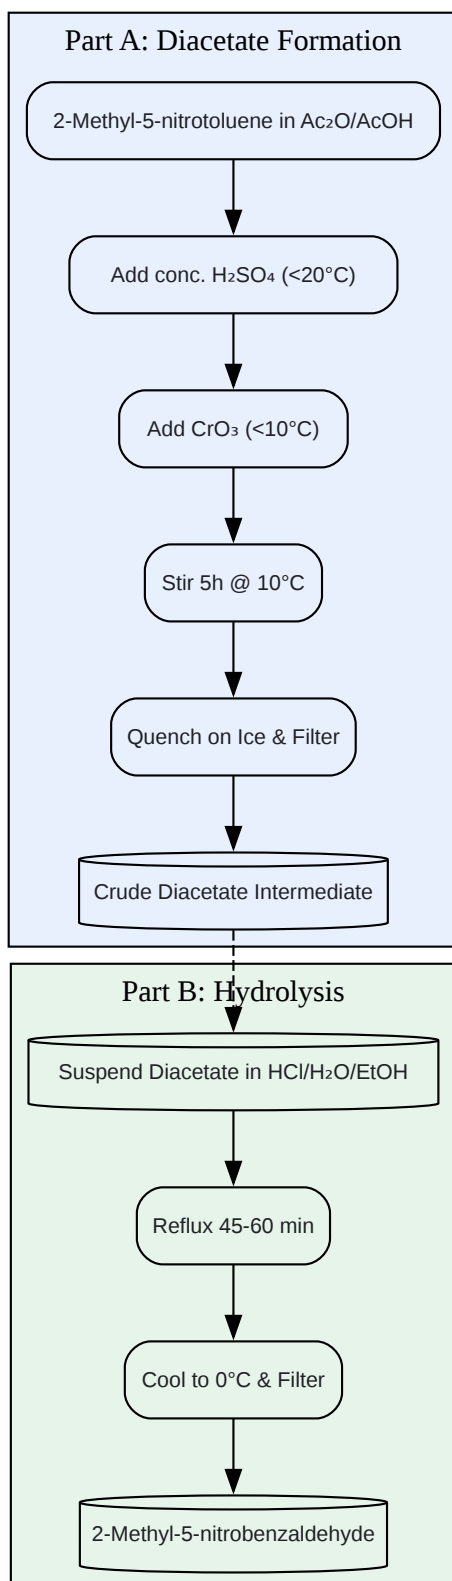 Part A: Diacetate Formation
2-Methyl-5-nitrotoluene in Ac₂O/AcOH
Add conc. H₂SO₄ (<20°C)
Add CrO₃ (<10°C)
Stir 5h @ 10°C
Quench on Ice & Filter
Crude Diacetate Intermediate
Part B: Hydrolysis
Suspend Diacetate in HCl/H₂O/EtOH
Reflux 45-60 min
Cool to 0°C & Filter
2-Methyl-5-nitrobenzaldehyde